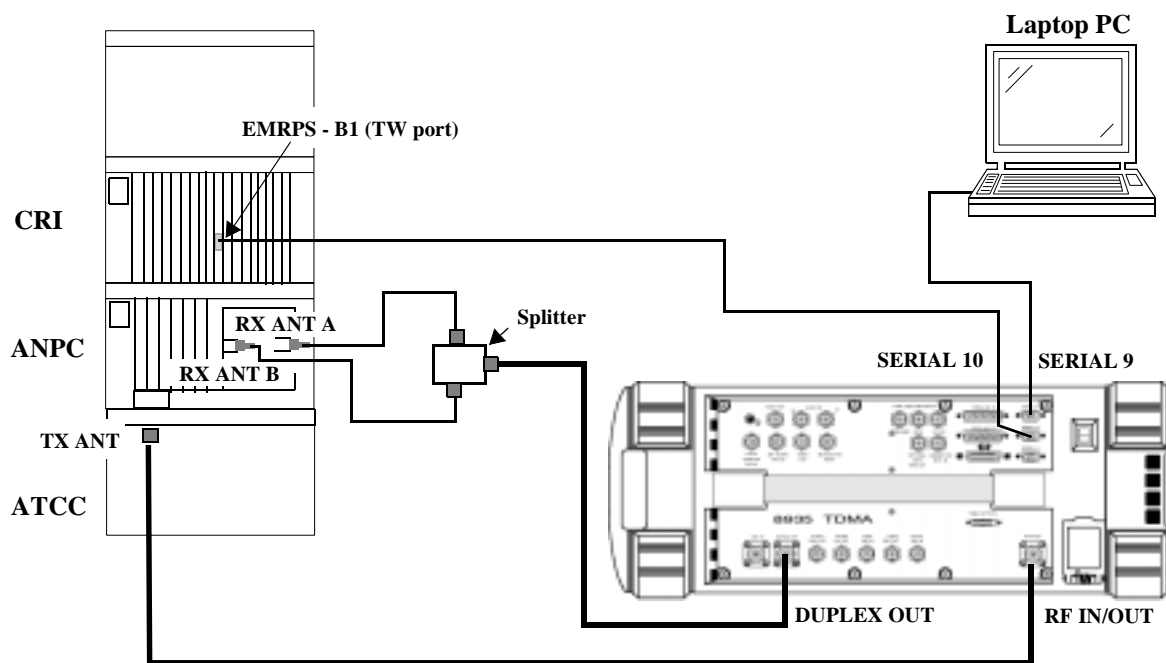 Laptop PC
EMRPS - B1 (TW port)
CRI
RX ANT A
Splitter
ANPC
RX ANT B
SERIAL 10
SERIAL 9
TX ANT
ATCC
8935 TDMA
DUPLEX OUT
RF IN/OUT